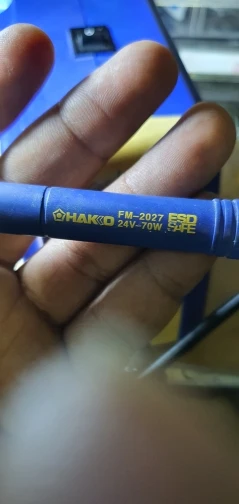 HAKKO FM-2027 ESD
24V-70W SAFE